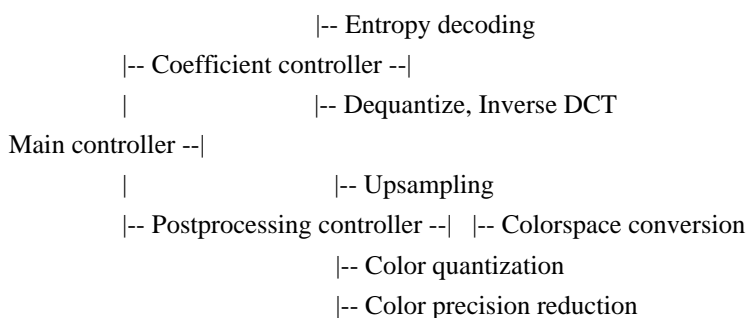 |-- Entropy decoding
|-- Coefficient controller --|
| |-- Dequantize, Inverse DCT
Main controller --|
| |-- Upsampling
|-- Postprocessing controller --| |-- Colorspace conversion
|-- Color quantization
|-- Color precision reduction